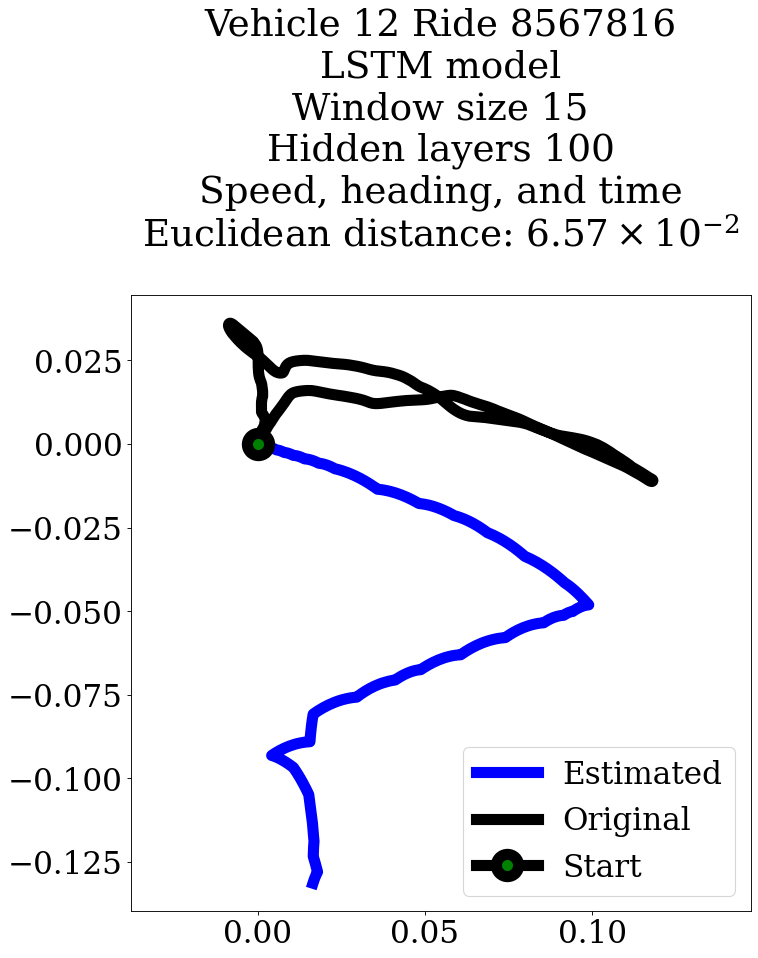 Vehicle 12 Ride 8567816
LSTM model
Window size 15
Hidden layers 100
Speed, heading, and time
Euclidean distance: 6.57 × 10⁻²
0.025
0.000
−0.025
−0.050
−0.075
−0.100
−0.125
Estimated
Original
Start
0.00 0.05 0.10